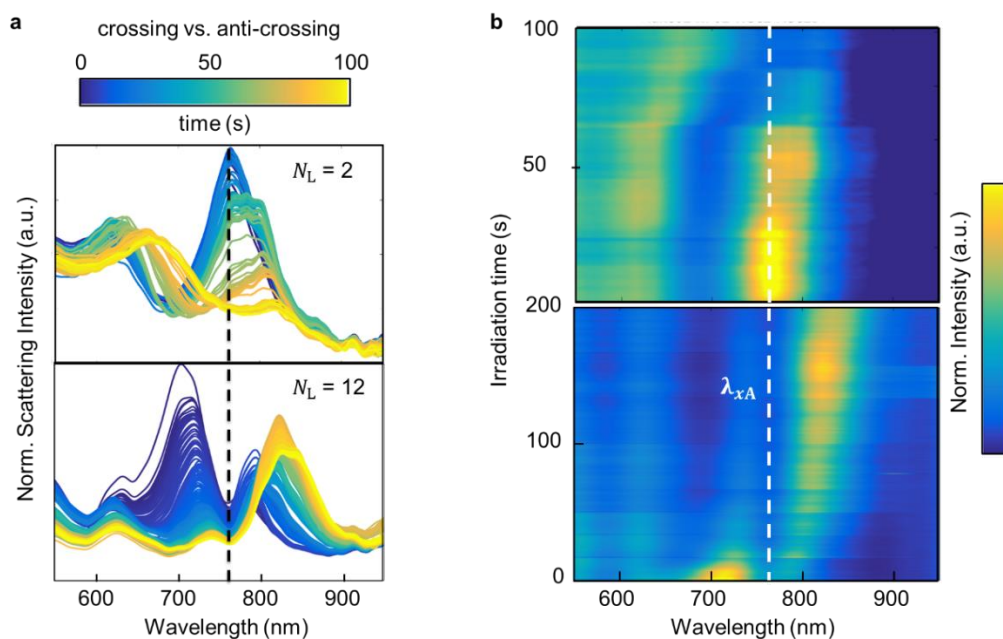 a
crossing vs. anti-crossing
0 50 100
time (s)
N_L = 2
N_L = 12
Norm. Scattering Intensity (a.u.)
600 700 800 900
Wavelength (nm)
b
100
50
0
200
100
0
λ_xA
Irradiation time (s)
600 700 800 900
Wavelength (nm)
Norm. Intensity (a.u.)